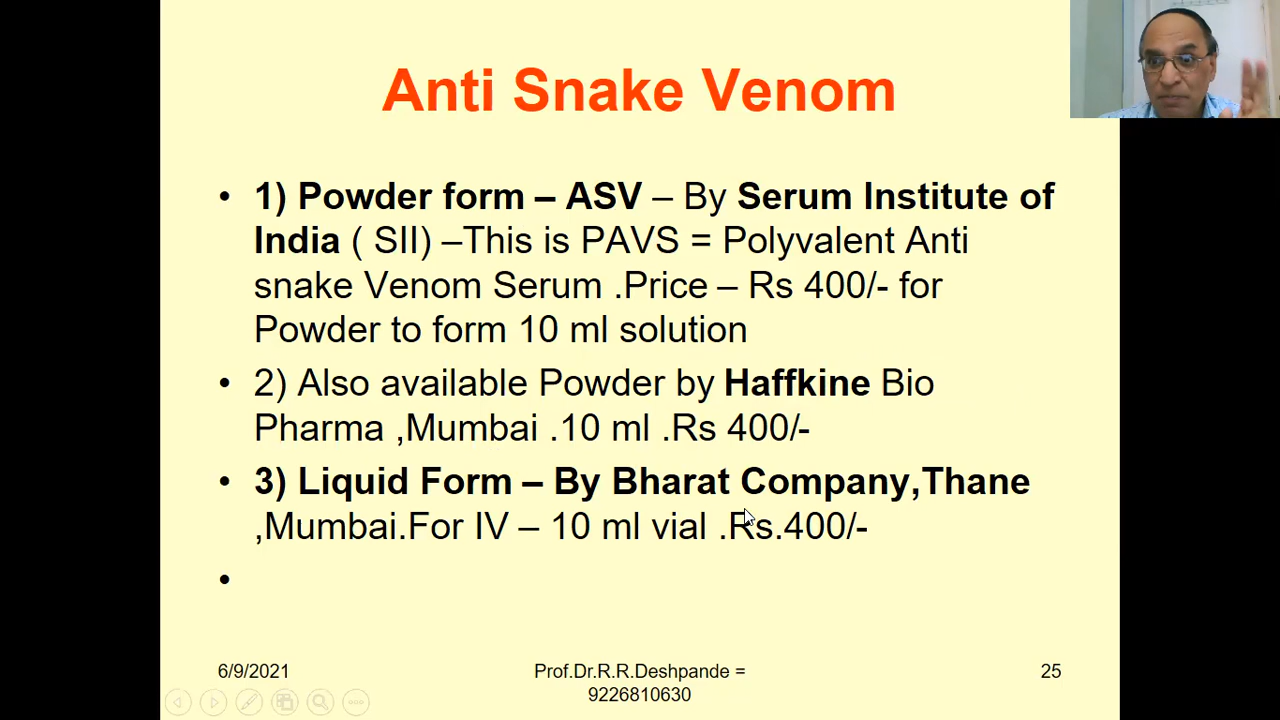 Anti Snake Venom
• 1) Powder form – ASV – By Serum Institute of
India ( SII) –This is PAVS = Polyvalent Anti
snake Venom Serum .Price – Rs 400/- for
Powder to form 10 ml solution
• 2) Also available Powder by Haffkine Bio
Pharma ,Mumbai .10 ml .Rs 400/-
• 3) Liquid Form – By Bharat Company,Thane
,Mumbai.For IV – 10 ml vial .Rs.400/-
•
6/9/2021
Prof.Dr.R.R.Deshpande =
9226810630
25